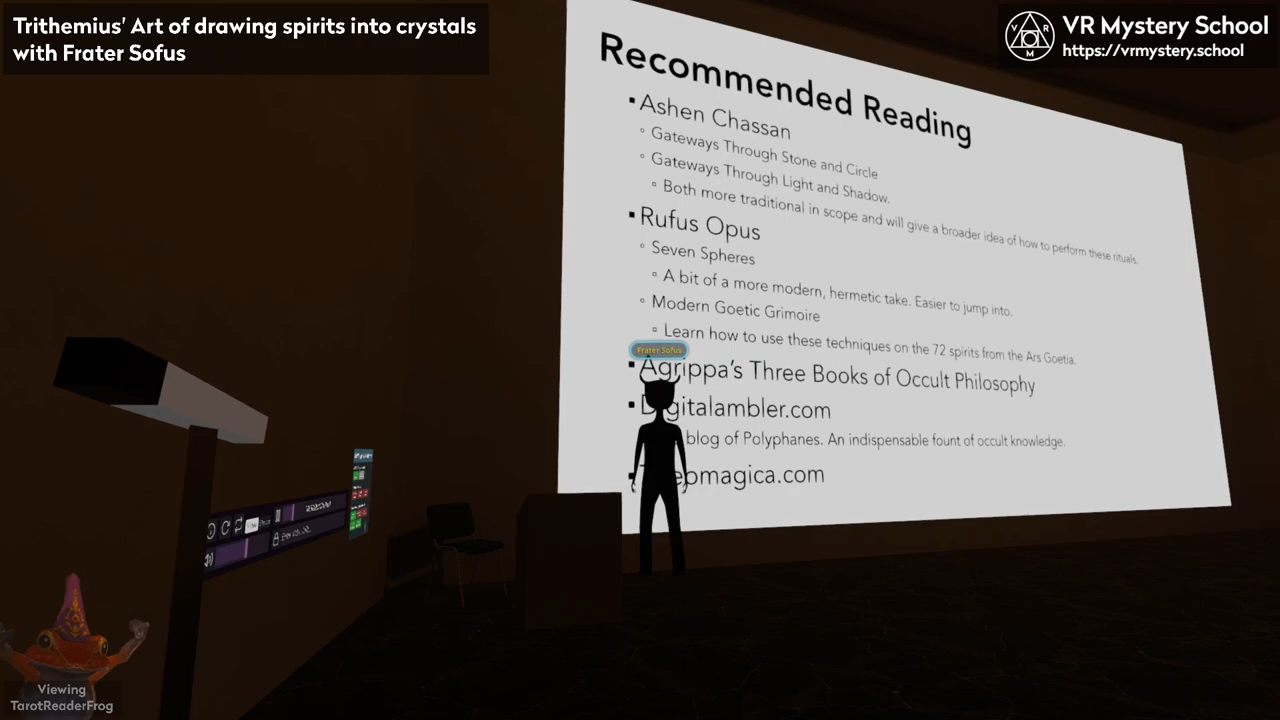 Trithemius' Art of drawing spirits into crystals
with Frater Sofus
VR Mystery School
https://vrmystery.school
V R
M
Recommended Reading
▪Ashen Chassan
◦ Gateways Through Stone and Circle
◦ Gateways Through Light and Shadow.
▫ Both more traditional in scope and will give a broader idea of how to perform these rituals.
▪Rufus Opus
◦ Seven Spheres
▫ A bit of a more modern, hermetic take. Easier to jump into.
◦ Modern Goetic Grimoire
▫ Learn how to use these techniques on the 72 spirits from the Ars Goetia.
Frater Sofus
▪Agrippa's Three Books of Occult Philosophy
▪Digitalambler.com
blog of Polyphanes. An indispensable fount of occult knowledge.
Viewing
TarotReaderFrog